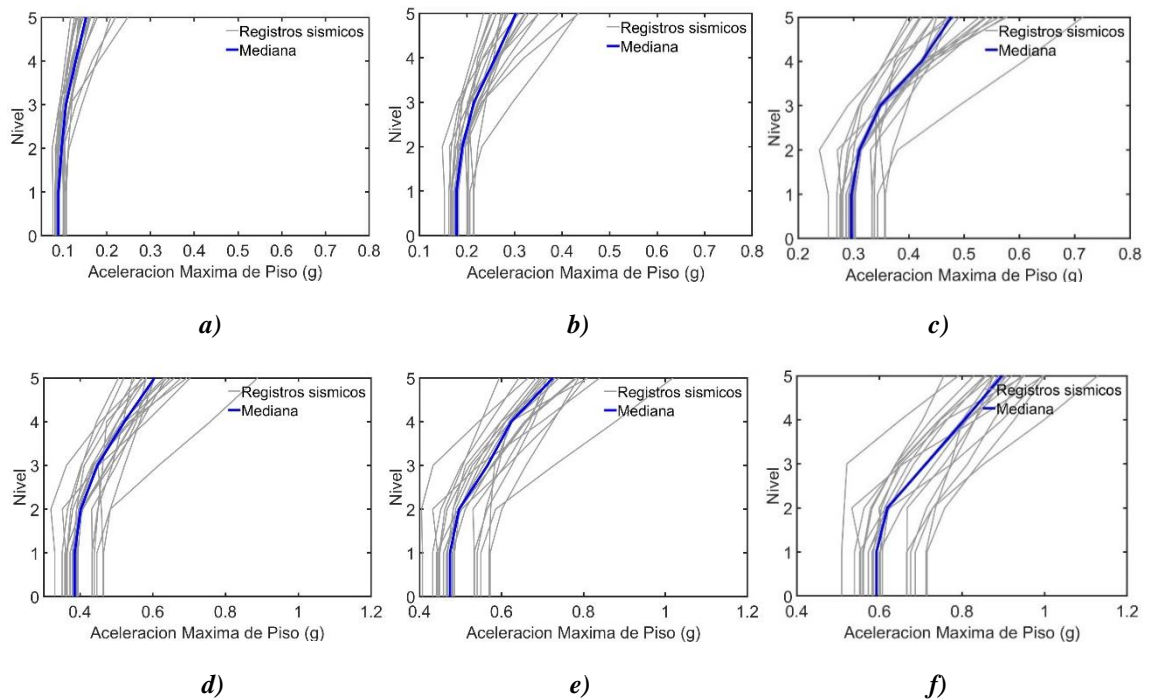 5
4
3
2
1
0
Nivel
Registros sismicos
Mediana
0.1 0.2 0.3 0.4 0.5 0.6 0.7 0.8
Aceleracion Maxima de Piso (g)
a)
5
4
3
2
1
0
Nivel
Registros sismicos
Mediana
0.1 0.2 0.3 0.4 0.5 0.6 0.7 0.8
Aceleracion Maxima de Piso (g)
b)
5
4
3
2
1
0
Nivel
Registros sismicos
Mediana
0.2 0.3 0.4 0.5 0.6 0.7 0.8
Aceleracion Maxima de Piso (g)
c)
5
4
3
2
1
0
Nivel
Registros sismicos
Mediana
0.4 0.6 0.8 1 1.2
Aceleracion Maxima de Piso (g)
d)
5
4
3
2
1
0
Nivel
Registros sismicos
Mediana
0.4 0.6 0.8 1 1.2
Aceleracion Maxima de Piso (g)
e)
5
4
3
2
1
0
Nivel
Registros sismicos
Mediana
0.4 0.6 0.8 1 1.2
Aceleracion Maxima de Piso (g)
f)